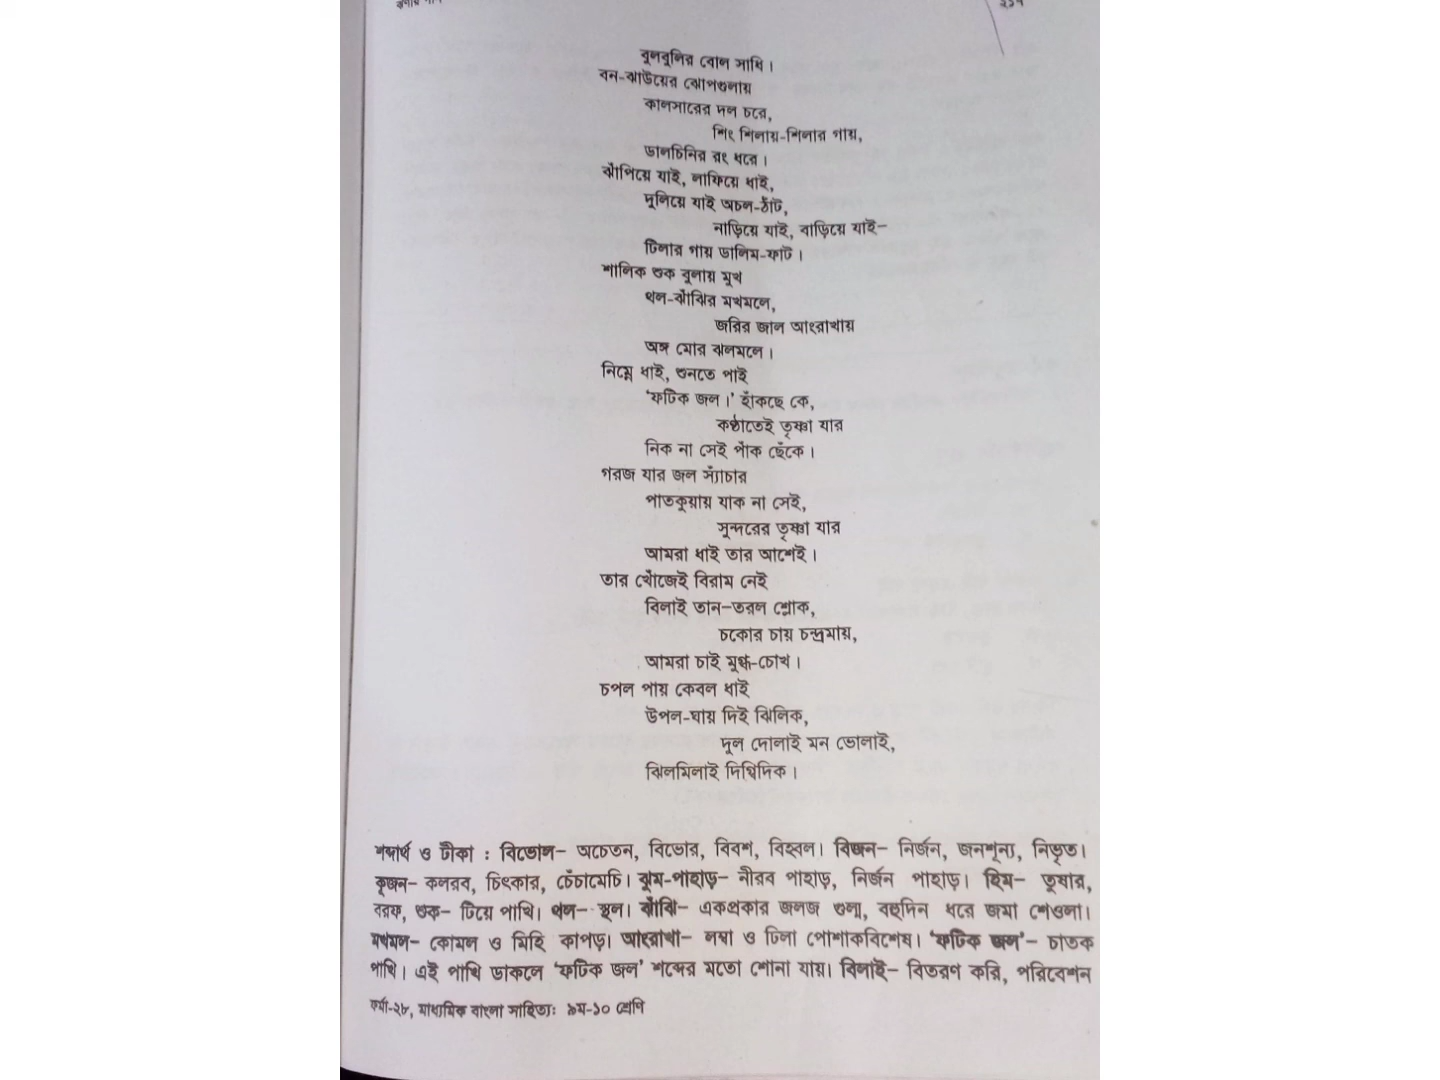 বুলবুলির বোল সাধি।
বন-ঝাউয়ের ঝোপগুলায়
কালসারের দল চরে,
শিং শিলায়-শিলার গায়,
ডালচিনির রং ধরে।
ঝাঁপিয়ে যাই, লাফিয়ে ধাই,
দুলিয়ে যাই অচল-ঠাঁট,
নাড়িয়ে যাই, বাড়িয়ে যাই-
টিলার গায় ডালিম-ফাট।
শালিক শুক বুলায় মুখ
থল-ঝাঁঝির মখমলে,
জরির জাল আংরাখায়
অঙ্গ মোর ঝলমলে।
নিম্নে ধাই, শুনতে পাই
‘ফটিক জল।’ হাঁকছে কে,
কণ্ঠাতেই তৃষ্ণা যার
নিক না সেই পাঁক ছেঁকে।
গরজ যার জল স্যাঁচার
পাতকুয়ায় যাক না সেই,
সুন্দরের তৃষ্ণা যার
আমরা ধাই তার আশেই।
তার খোঁজেই বিরাম নেই
বিলাই তান-তরল শ্লোক,
চকোর চায় চন্দ্রমায়,
আমরা চাই মুগ্ধ-চোখ।
চপল পায় কেবল ধাই
উপল-ঘায় দিই ঝিলিক,
দুল দোলাই মন ভোলাই,
ঝিলমিলাই দিগ্বিদিক।
শব্দার্থ ও টীকা : বিভোল- অচেতন, বিভোর, বিবশ, বিহ্বল। বিজন- নির্জন, জনশূন্য, নিভৃত।
কূজন- কলরব, চিৎকার, চেঁচামেচি। ঝুম-পাহাড়- নীরব পাহাড়, নির্জন পাহাড়। হিম- তুষার,
বরফ, শুক- টিয়ে পাখি। থল- স্থল। ঝাঁঝি- একপ্রকার জলজ গুল্ম, বহুদিন ধরে জমা শেওলা।
মখমল- কোমল ও মিহি কাপড়। আংরাখা- লম্বা ও ঢিলা পোশাকবিশেষ। ‘ফটিক জল’- চাতক
পাখি। এই পাখি ডাকলে ‘ফটিক জল’ শব্দের মতো শোনা যায়। বিলাই- বিতরণ করি, পরিবেশন
ফর্মা-২৮, মাধ্যমিক বাংলা সাহিত্য: ৯ম-১০ শ্রেণি